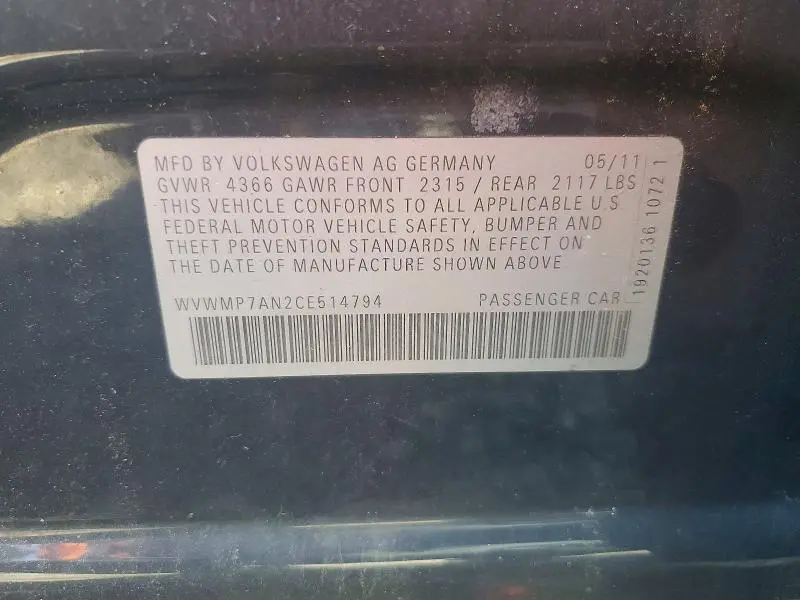 MFD BY VOLKSWAGEN AG GERMANY 05/11
GVWR 4366 GAWR FRONT 2315 / REAR 2117 LBS
THIS VEHICLE CONFORMS TO ALL APPLICABLE U.S
FEDERAL MOTOR VEHICLE SAFETY, BUMPER AND
THEFT PREVENTION STANDARDS IN EFFECT ON
THE DATE OF MANUFACTURE SHOWN ABOVE
WVWMP7AN2CE514794 PASSENGER CAR
1920136 10721